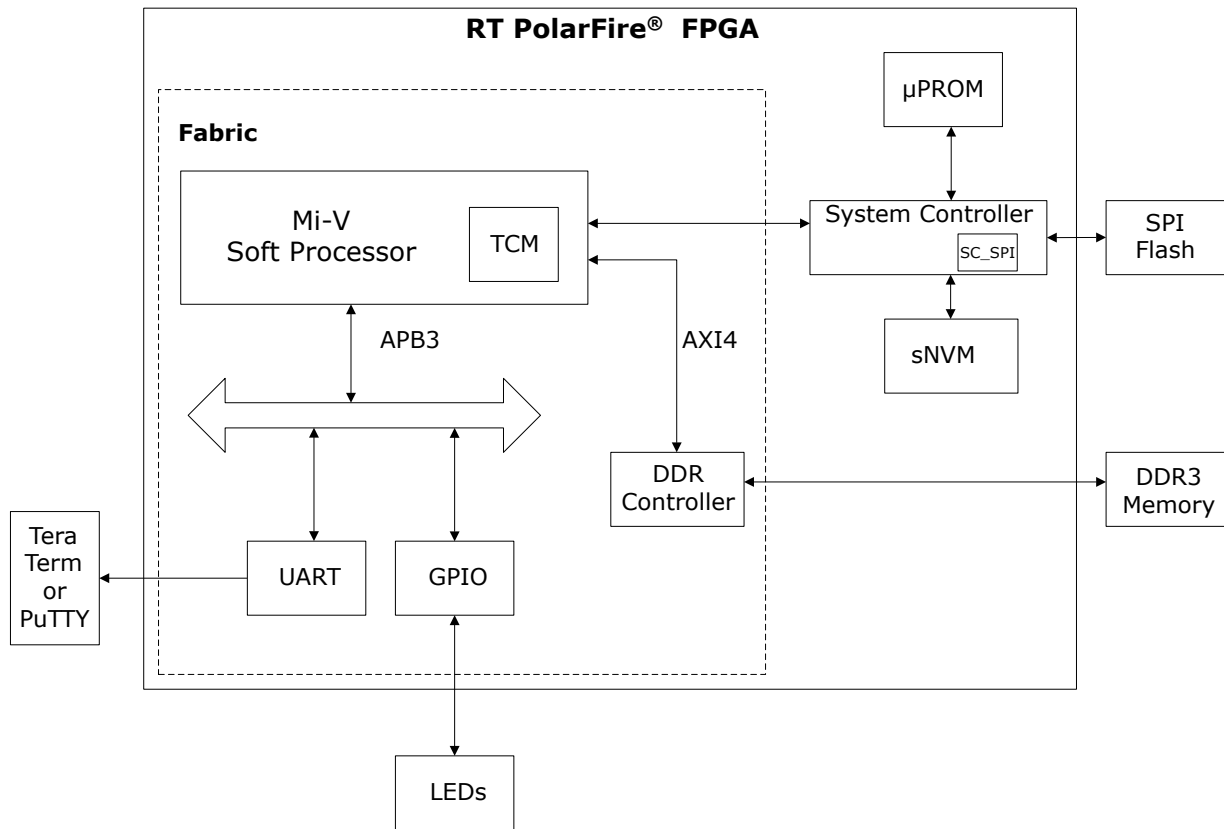 RT PolarFire® FPGA
µPROM
Fabric
Mi-V
Soft Processor
TCM
System Controller
SC_SPI
SPI
Flash
APB3
AXI4
sNVM
DDR
Controller
DDR3
Memory
Tera
Term
or
PuTTY
UART
GPIO
LEDs